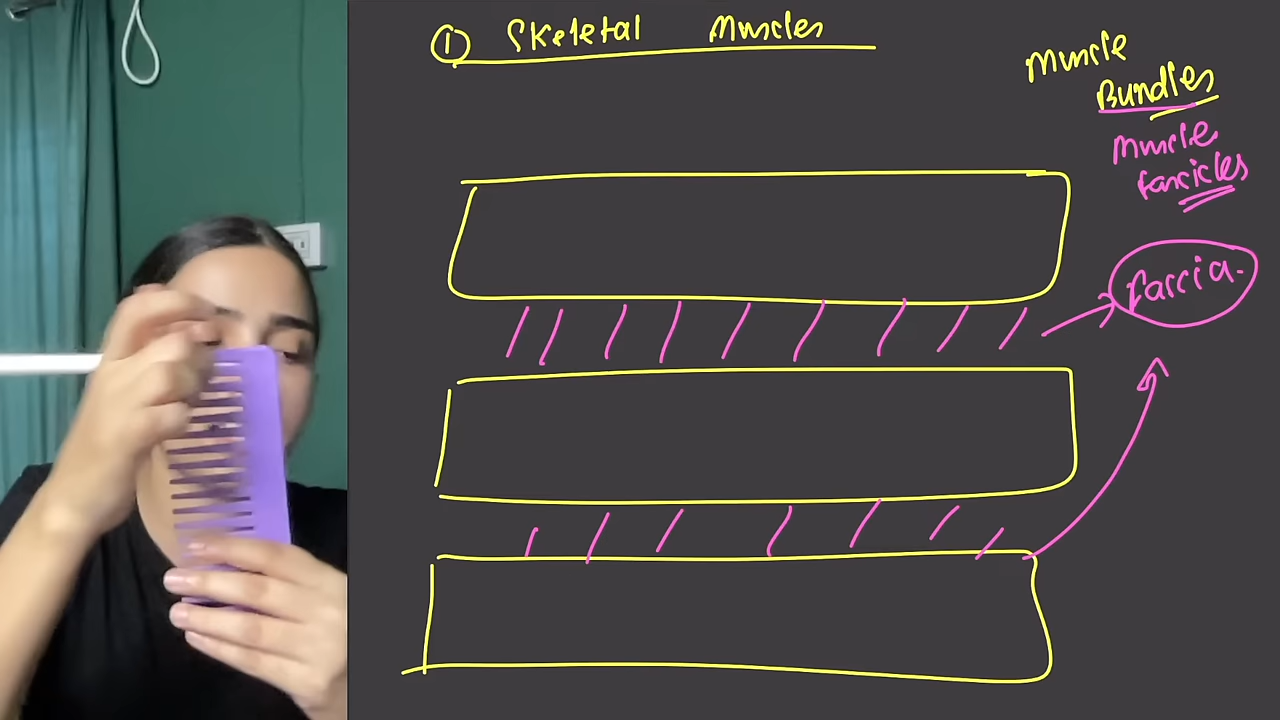 ① Skeletal Muscles
Muscle
Bundles
Muscle
fascicles
fascia.